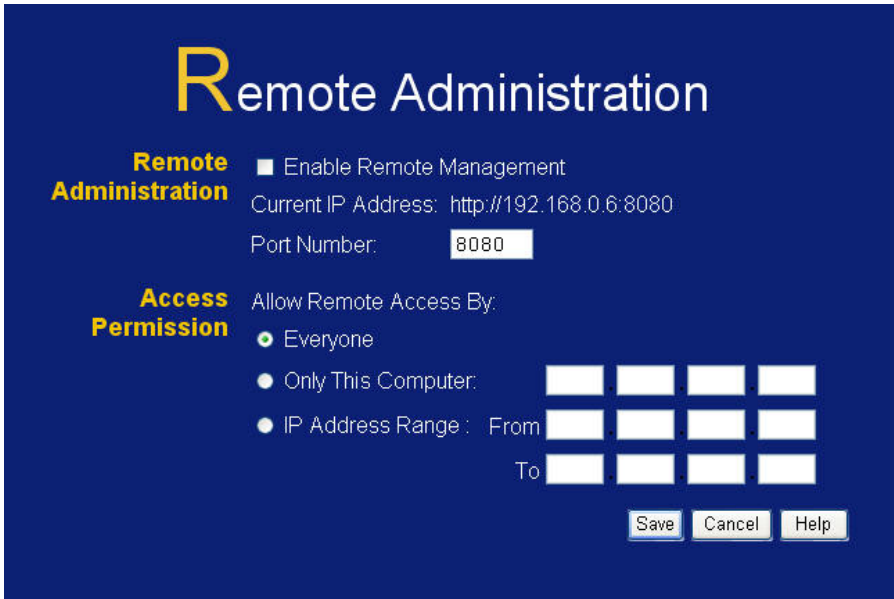 Remote Administration
Remote Administration
Enable Remote Management
Current IP Address: http://192.168.0.6:8080
Port Number: 8080
Access Permission
Allow Remote Access By:
Everyone
Only This Computer: . . .
IP Address Range : From . . .
To . . .
Save Cancel Help